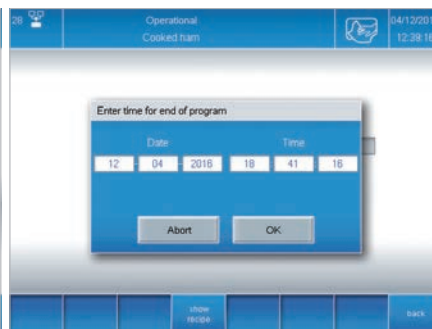 28 Operational 04/12/201
Cooked ham 12:38:16
Enter time for end of program
Date Time
12 04 2016 18 41 16
Abort OK
show
recipe
back